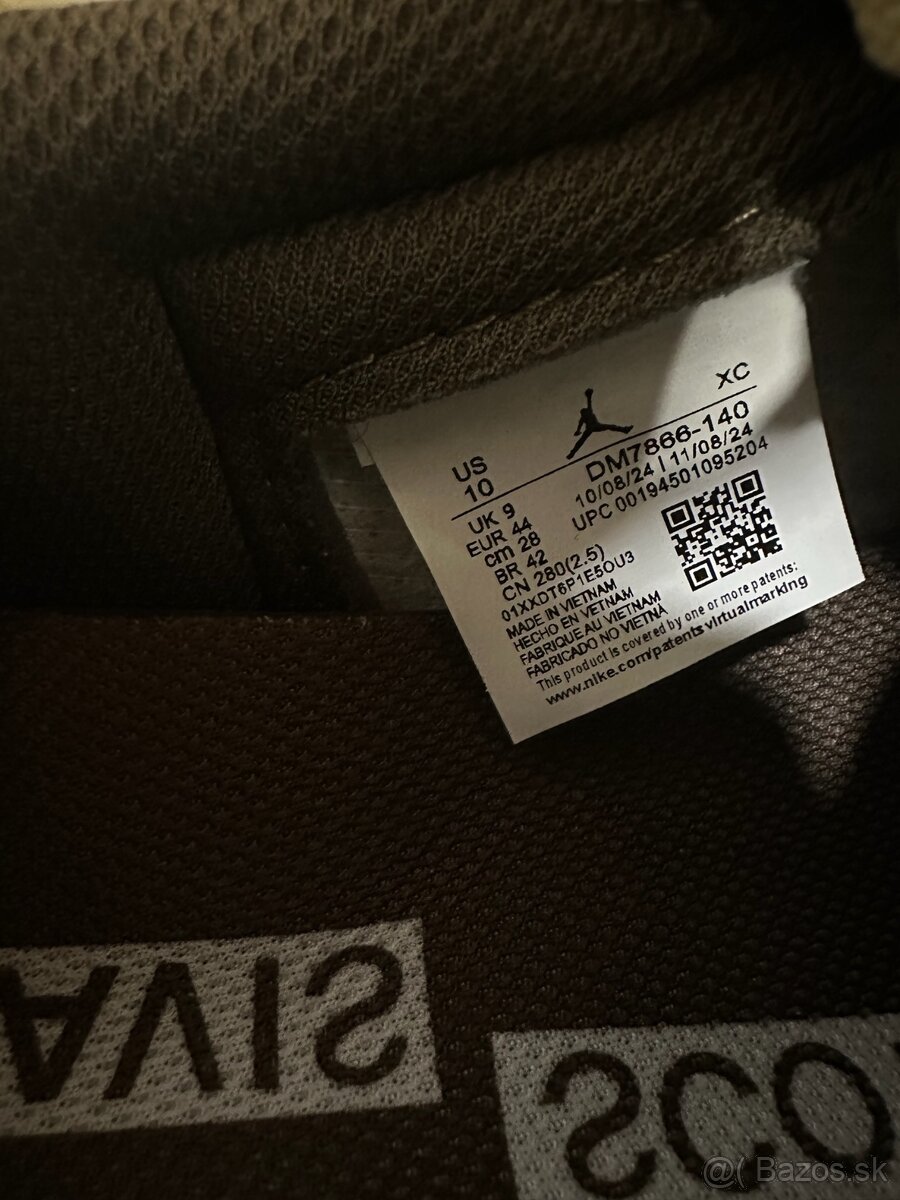 XC
US
10
DM7866-140
10/08/24 | 11/08/24
UPC 00194501095204
UK 9
EUR 44
cm 28
BR 42
CN 280(2.5)
01XXDT6P1E5OU3
MADE IN VIETNAM
HECHO EN VETNAM
FABRIQUE AU VIETNAM
FABRICADO NO VIETNÃ
This product is covered by one or more patents:
www.nike.com/patents virtualmarking
AVIS
SCO
@( Bazos.sk